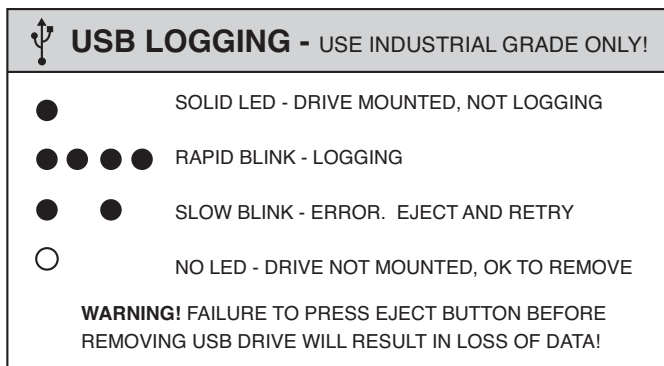 USB LOGGING - USE INDUSTRIAL GRADE ONLY!
SOLID LED - DRIVE MOUNTED, NOT LOGGING
RAPID BLINK - LOGGING
SLOW BLINK - ERROR.  EJECT AND RETRY
NO LED - DRIVE NOT MOUNTED, OK TO REMOVE
WARNING! FAILURE TO PRESS EJECT BUTTON BEFORE
REMOVING USB DRIVE WILL RESULT IN LOSS OF DATA!